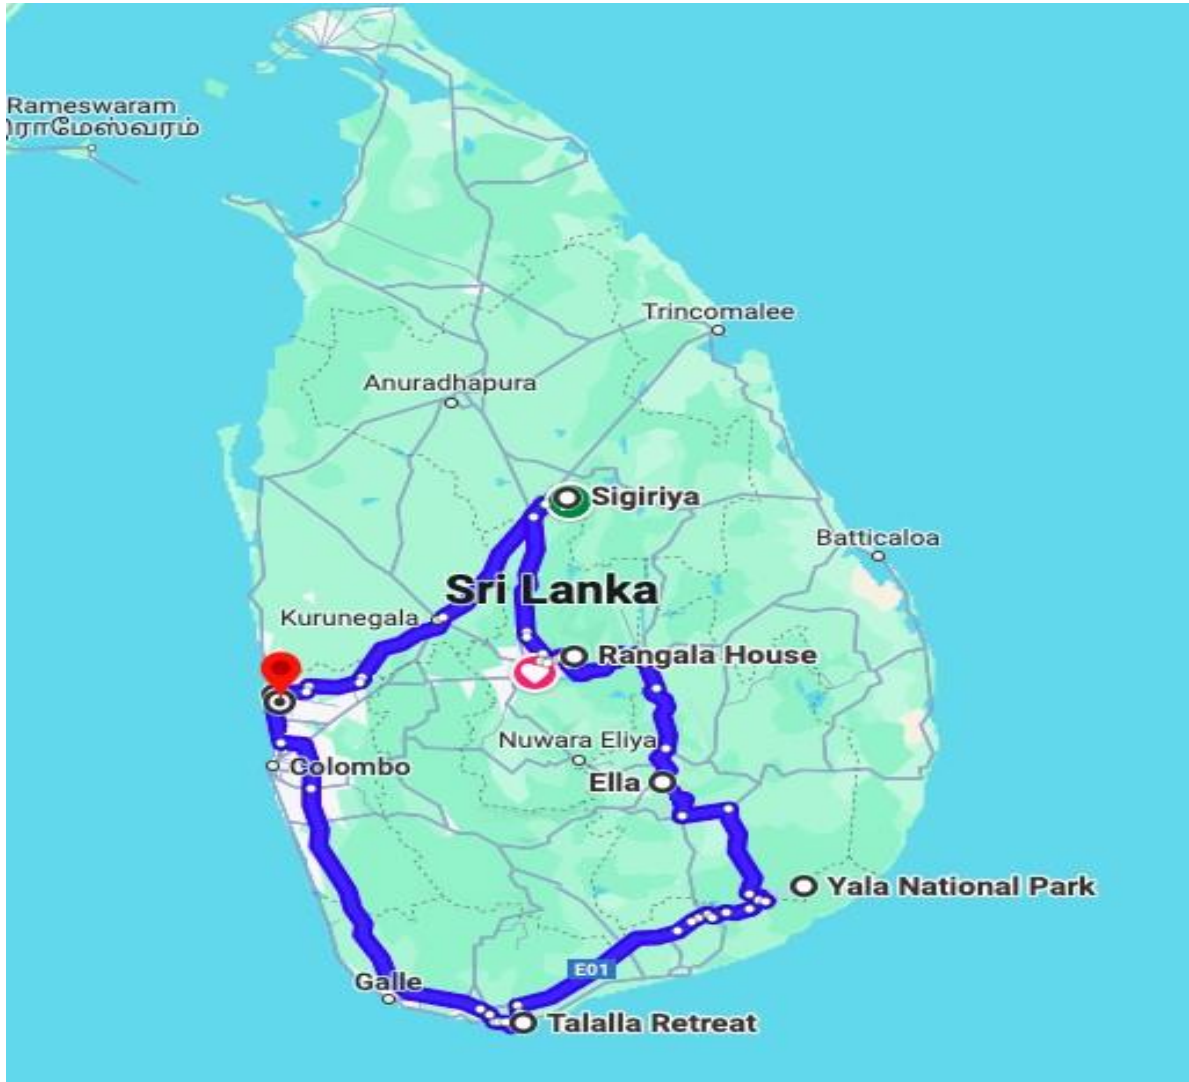 Rameswaram
ராமேஸ்வரம்
Trincomalee
Anuradhapura
Sigiriya
Batticaloa
Sri Lanka
Kurunegala
Rangala House
Nuwara Eliya
Colombo
Ella
Yala National Park
E01
Galle
Talalla Retreat